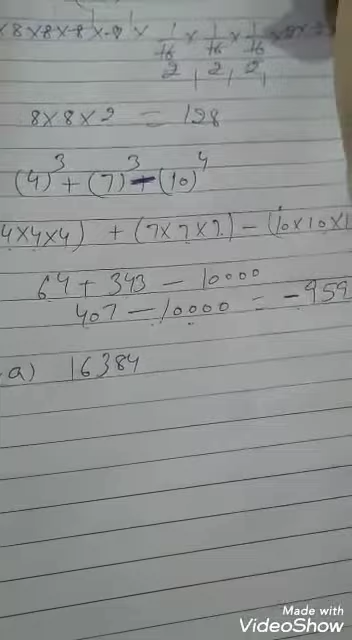 ×8×8×8×8× 1/16 × 1/16 × 1/16
2, 2, 2,
8×8×2 = 128
(4)³ + (7)³ - (10)⁴
4×4×4) + (7×7×7) - (10×10×1
64 + 343 - 10000
407 - 10000 = -959
a) 16384
Made with
VideoShow